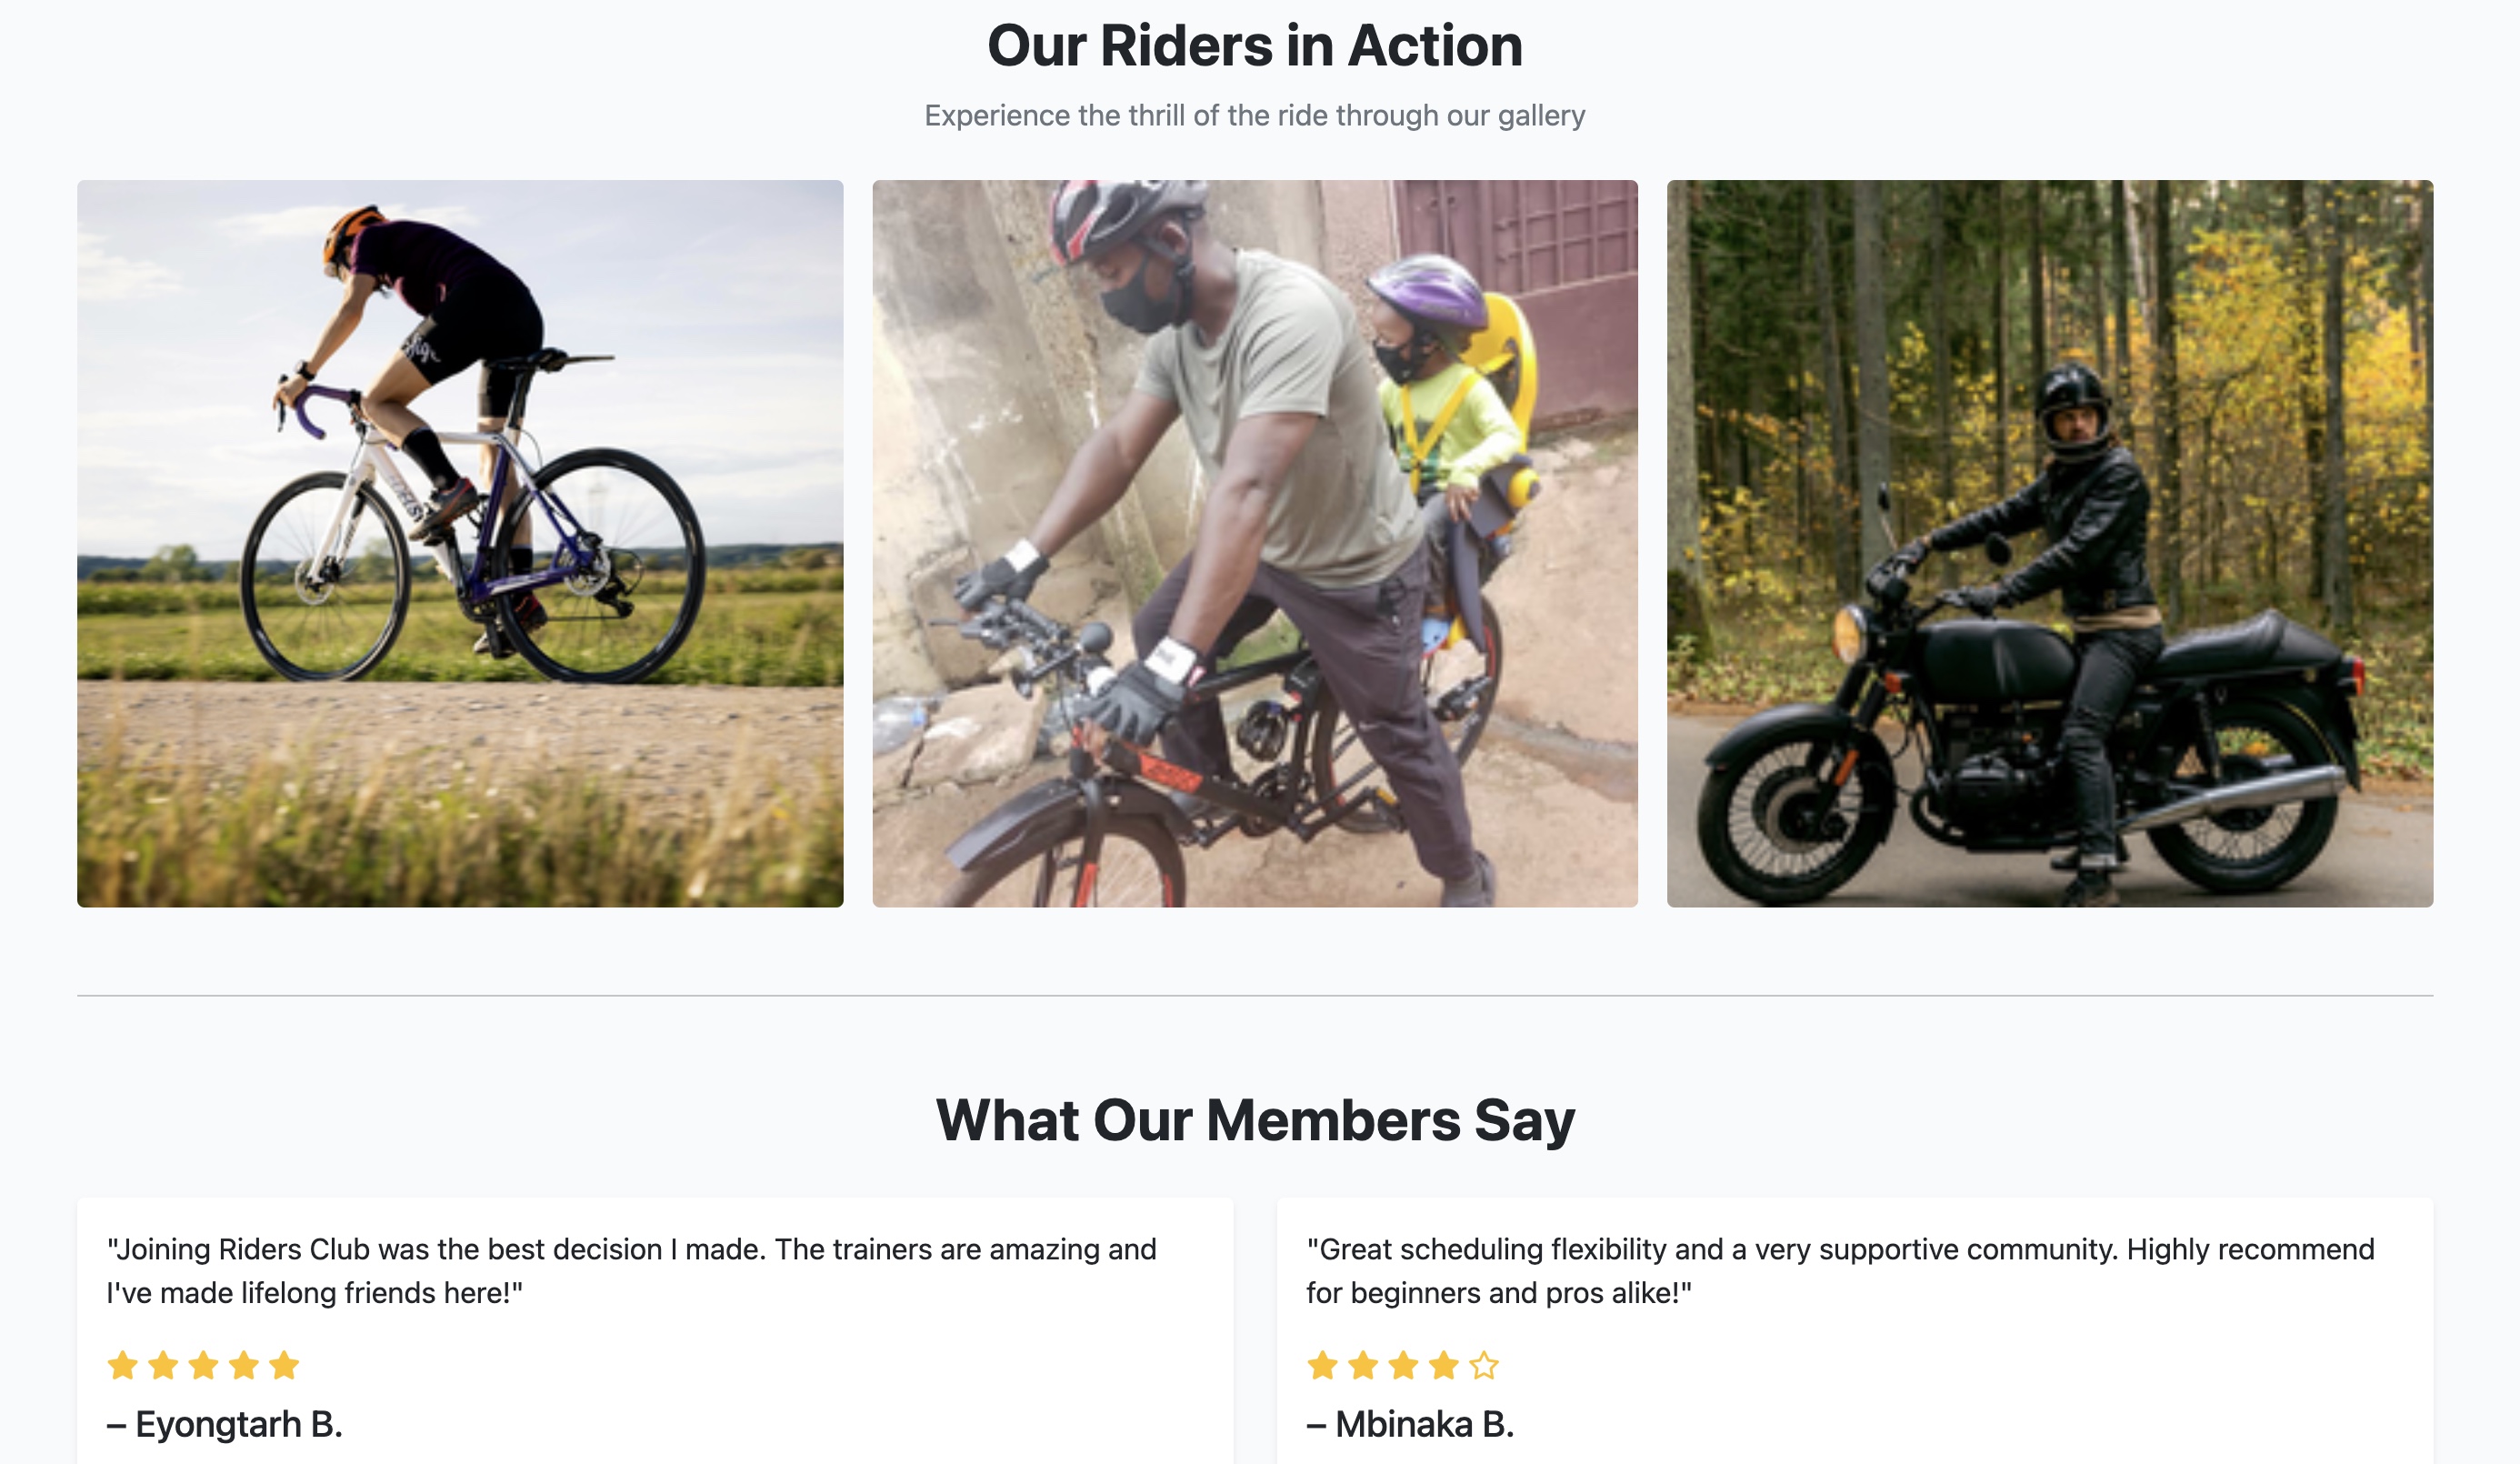 Our Riders in Action
Experience the thrill of the ride through our gallery
What Our Members Say
"Joining Riders Club was the best decision I made. The trainers are amazing and
I've made lifelong friends here!"
– Eyongtarh B.
"Great scheduling flexibility and a very supportive community. Highly recommend
for beginners and pros alike!"
– Mbinaka B.